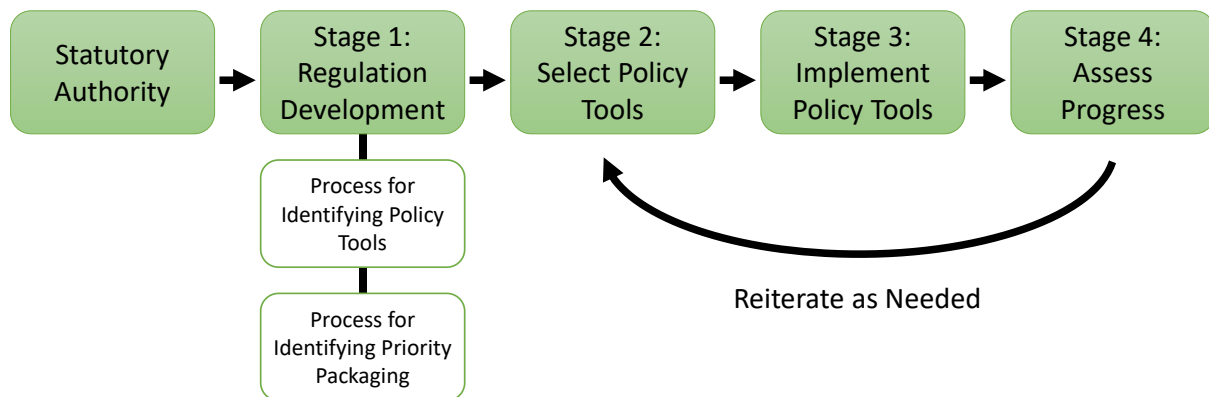 Statutory
Authority
Stage 1:
Regulation
Development
Stage 2:
Select Policy
Tools
Stage 3:
Implement
Policy Tools
Stage 4:
Assess
Progress
Process for
Identifying Policy
Tools
Process for
Identifying Priority
Packaging
Reiterate as Needed